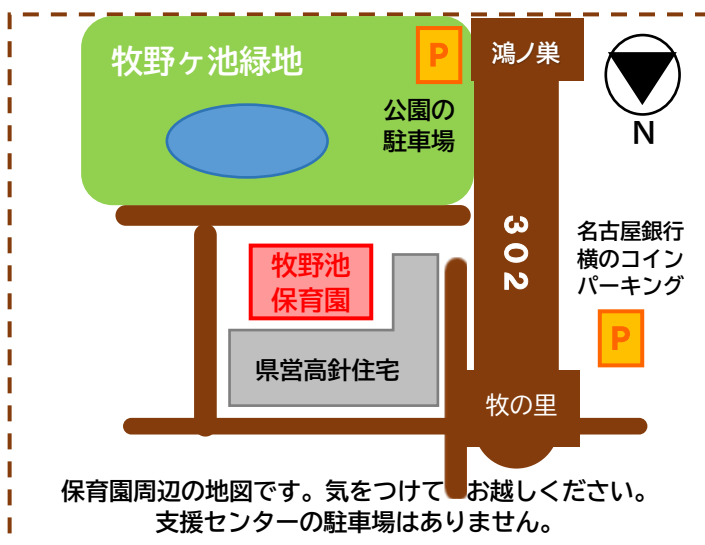 牧野ヶ池緑地
P
鴻ノ巣
公園の
駐車場
N
302
名古屋銀行
横のコイン
パーキング
P
牧野池
保育園
県営高針住宅
牧の里
保育園周辺の地図です。気をつけて お越しください。
支援センターの駐車場はありません。